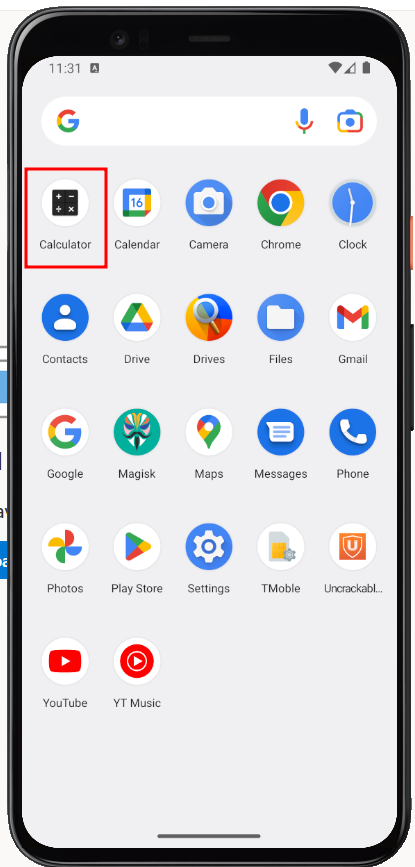 11:31 A
16
Calculator Calendar Camera Chrome Clock
Contacts Drive Drives Files Gmail
Google Magisk Maps Messages Phone
Photos Play Store Settings TMoble Uncrackabl...
YouTube YT Music